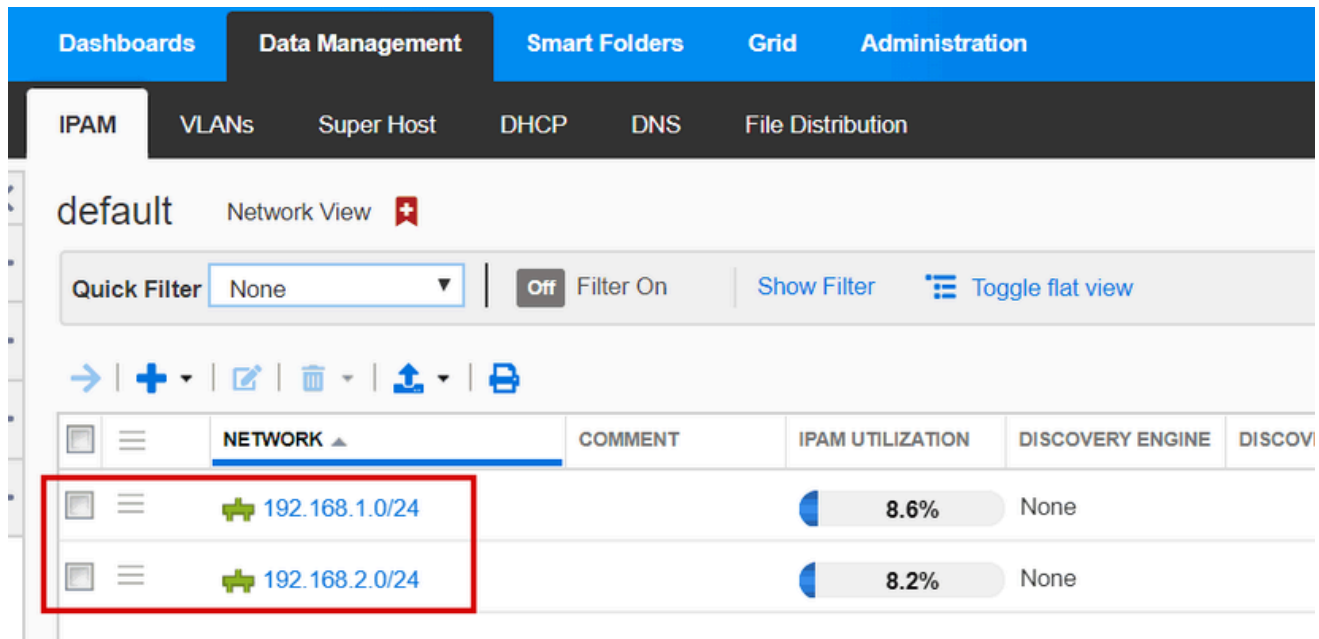 Dashboards Data Management Smart Folders Grid Administration
IPAM VLANs Super Host DHCP DNS File Distribution
default Network View
Quick Filter None Off Filter On Show Filter Toggle flat view
NETWORK COMMENT IPAM UTILIZATION DISCOVERY ENGINE DISCOV
192.168.1.0/24 8.6% None
192.168.2.0/24 8.2% None